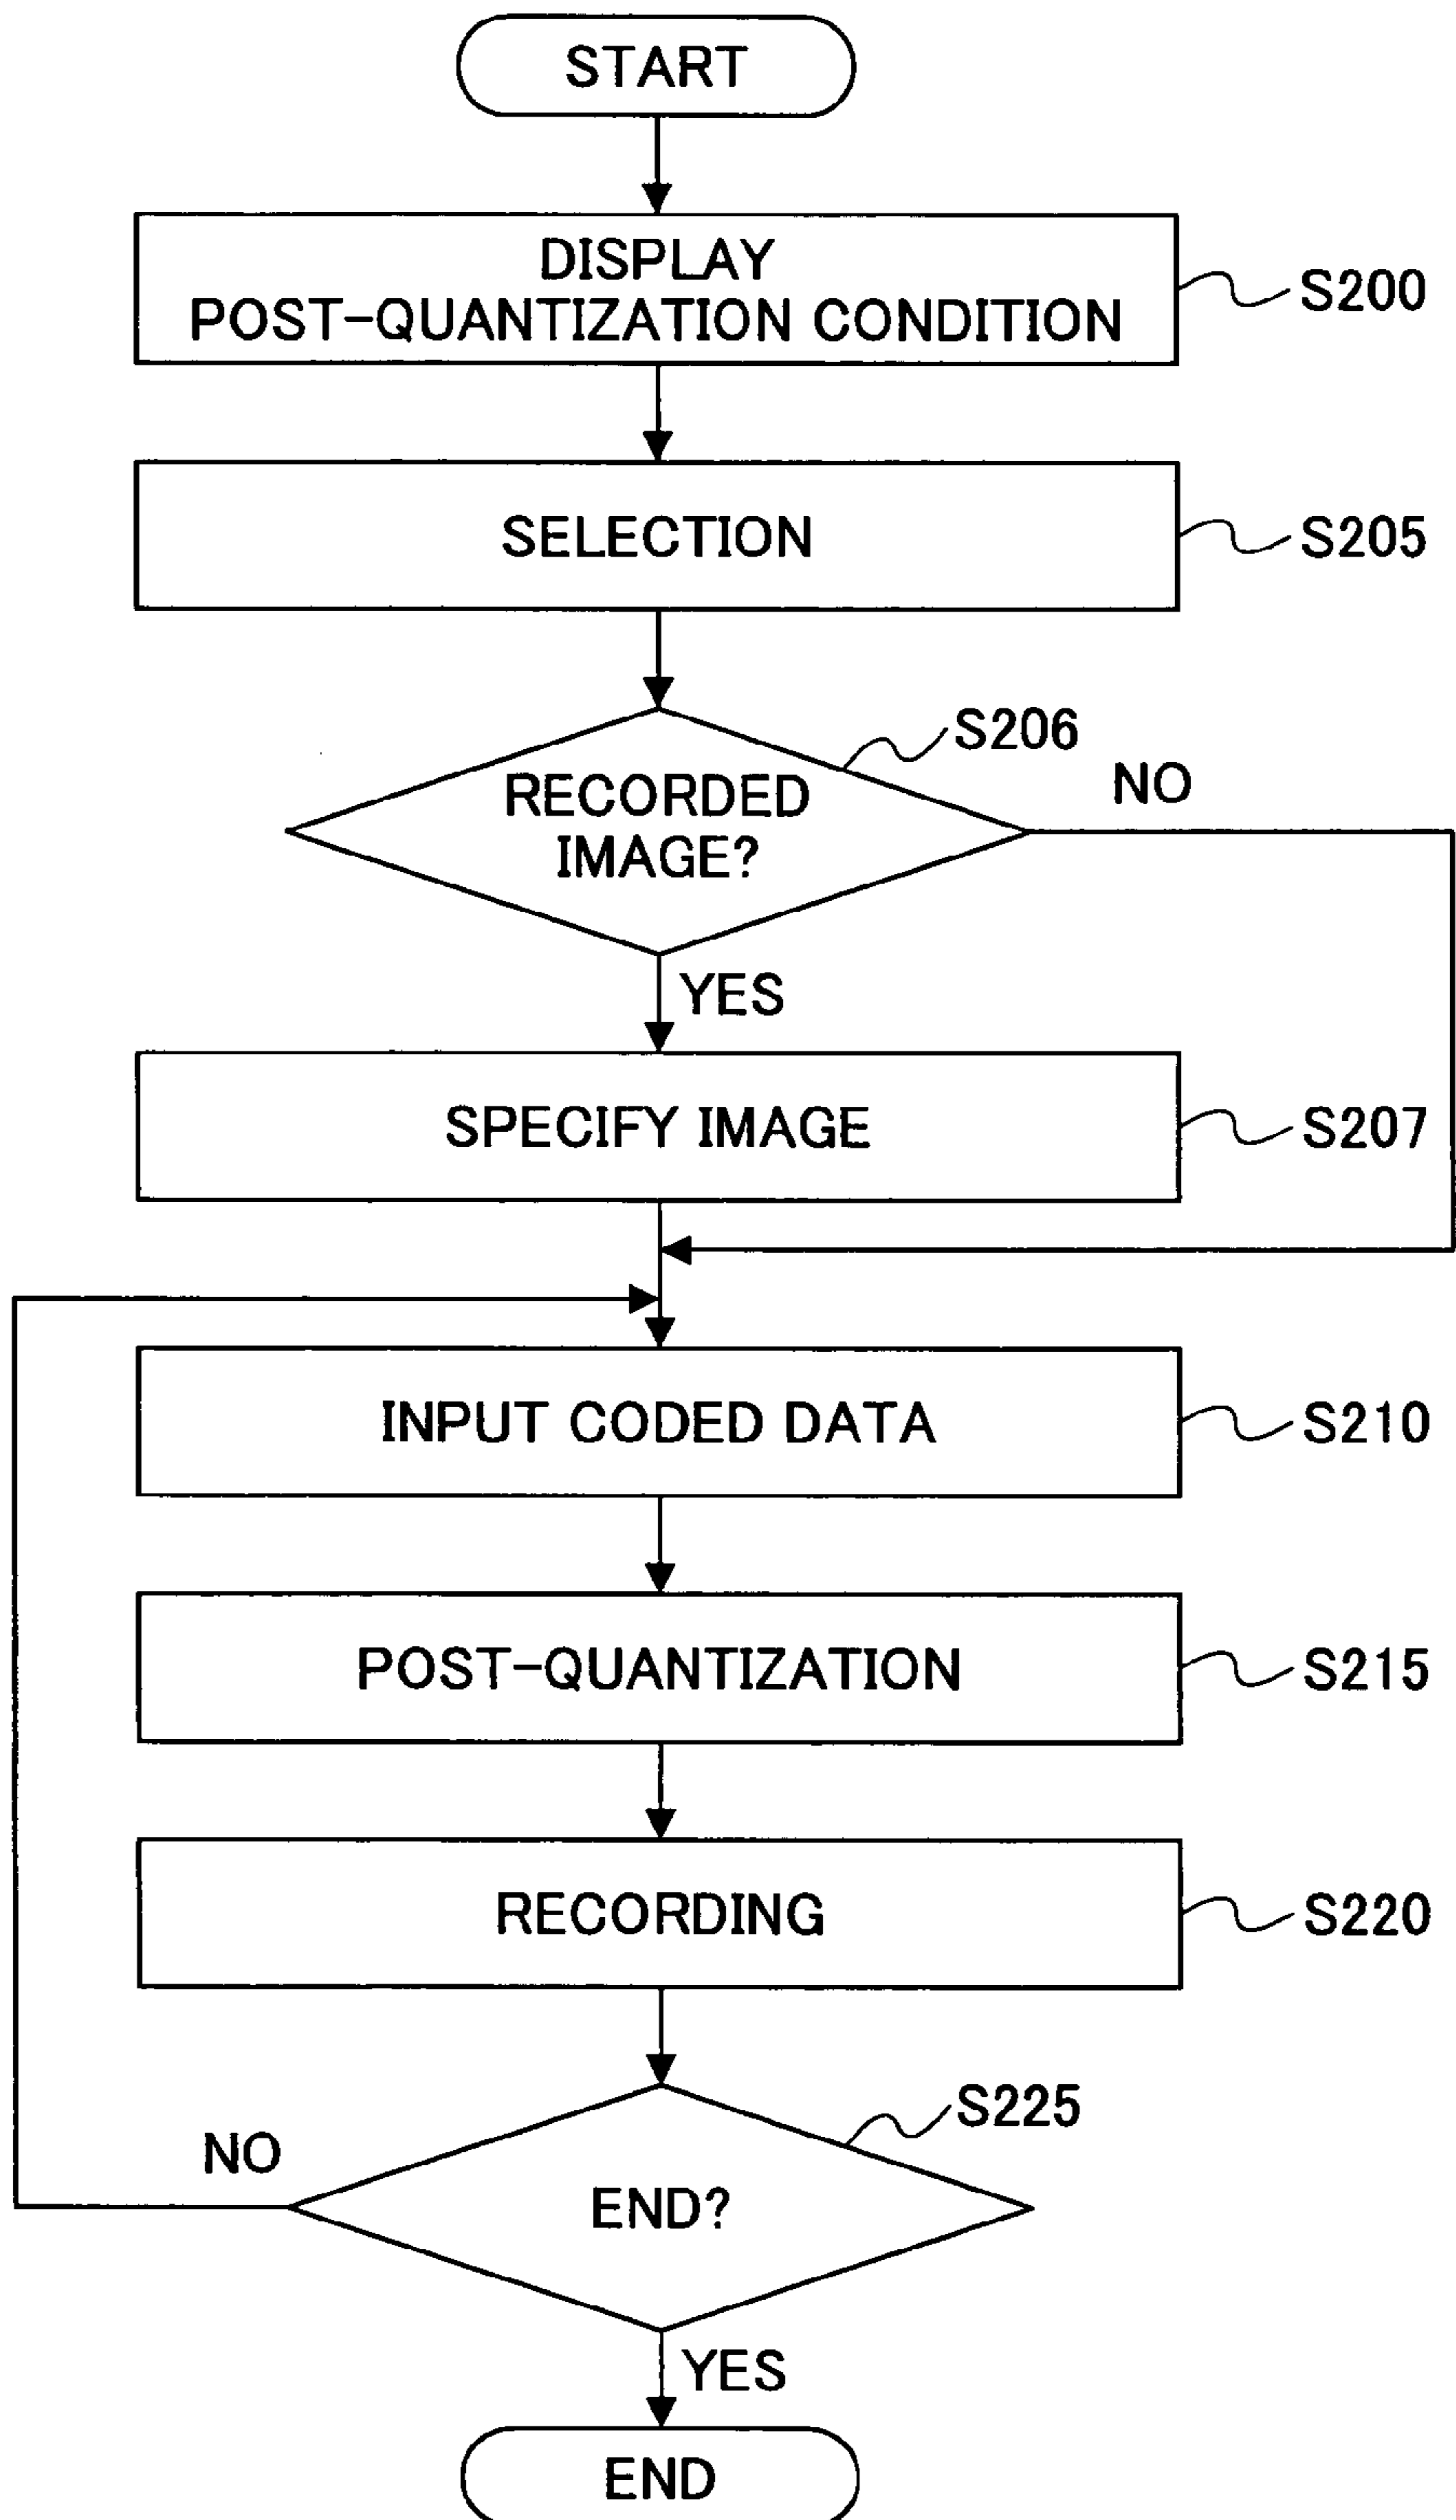 START
DISPLAY
POST-QUANTIZATION CONDITION
S200
SELECTION
S205
S206
RECORDED
IMAGE?
NO
YES
SPECIFY IMAGE
S207
INPUT CODED DATA
S210
POST-QUANTIZATION
S215
RECORDING
S220
S225
NO
END?
YES
END